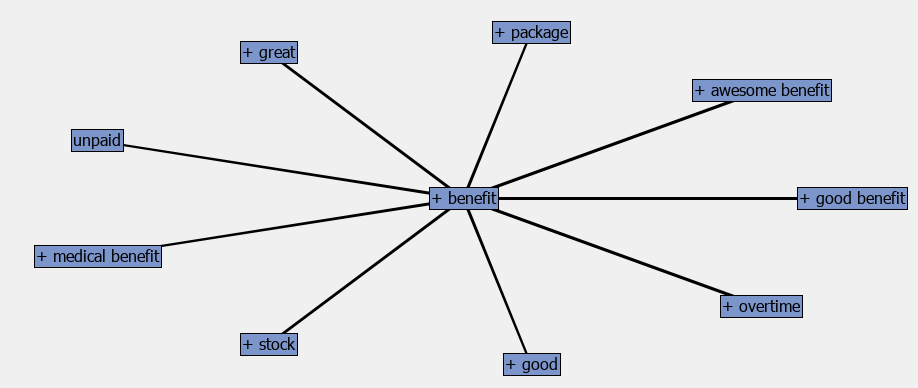 + package
+ great
+ awesome benefit
unpaid
+ benefit
+ good benefit
+ medical benefit
+ overtime
+ stock
+ good